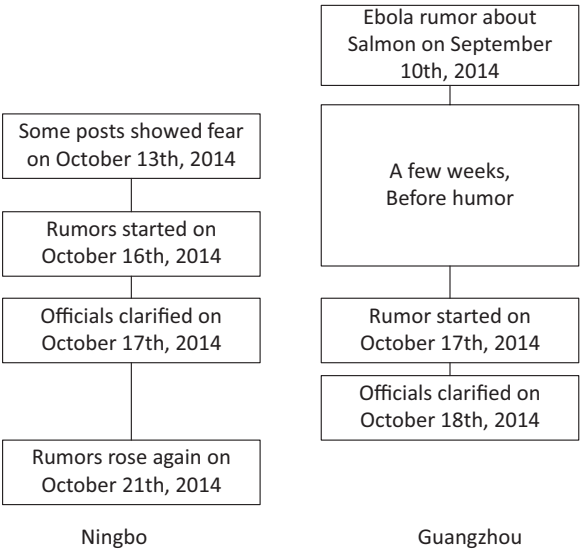 Some posts showed fear
on October 13th, 2014
Rumors started on
October 16th, 2014
Officials clarified on
October 17th, 2014
Rumors rose again on
October 21th, 2014
Ningbo
Ebola rumor about
Salmon on September
10th, 2014
A few weeks,
Before humor
Rumor started on
October 17th, 2014
Officials clarified on
October 18th, 2014
Guangzhou